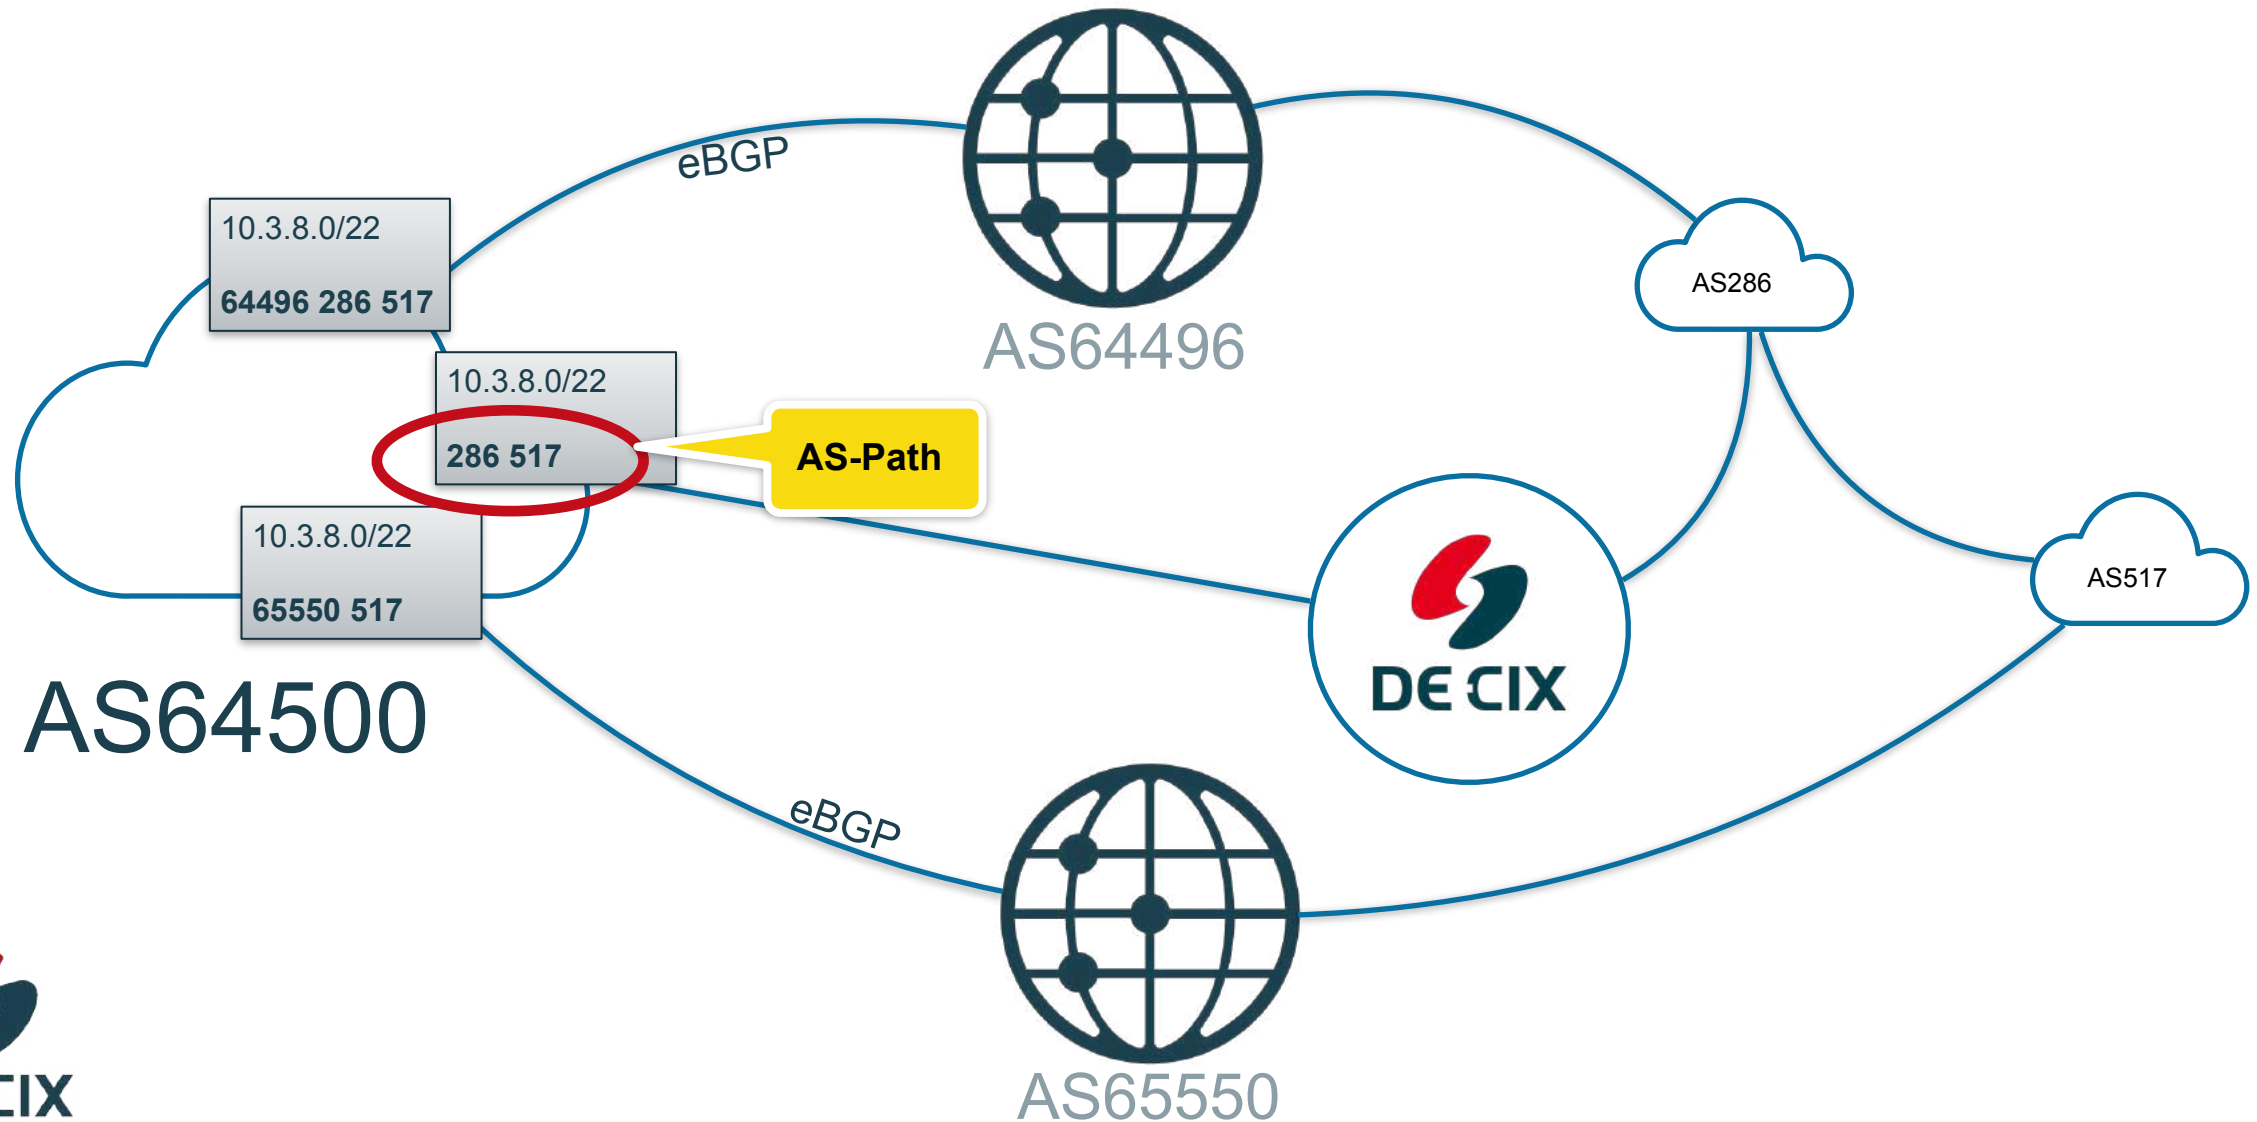 eBGP
10.3.8.0/22
64496 286 517
AS286
AS64496
10.3.8.0/22
286 517
AS-Path
10.3.8.0/22
65550 517
AS517
DE CIX
AS64500
eBGP
AS65550
CIX